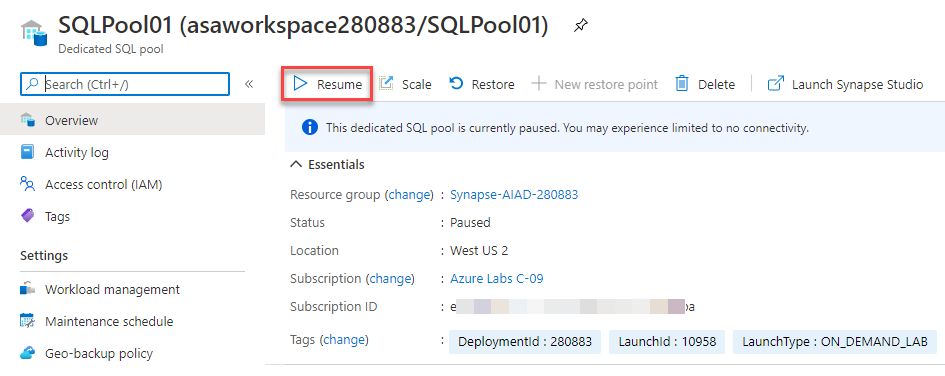 SQLPool01 (asaworkspace280883/SQLPool01)
Dedicated SQL pool
Search (Ctrl+/)
«
Resume
Scale
Restore
New restore point
Delete
Launch Synapse Studio
Overview
Activity log
Access control (IAM)
Tags
Settings
Workload management
Maintenance schedule
Geo-backup policy
This dedicated SQL pool is currently paused. You may experience limited to no connectivity.
Essentials
Resource group (change) : Synapse-AIAD-280883
Status : Paused
Location : West US 2
Subscription (change) : Azure Labs C-09
Subscription ID :
Tags (change) : DeploymentId : 280883 LaunchId : 10958 LaunchType : ON_DEMAND_LAB